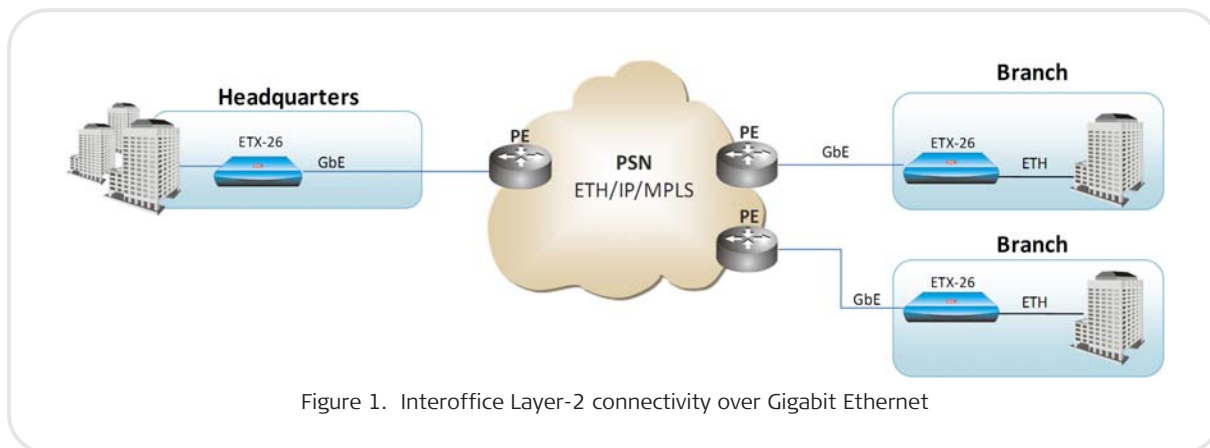 Headquarters
ETX-26
GbE
PE
PSN
ETH/IP/MPLS
PE
GbE
PE
GbE
Branch
ETX-26
ETH
Branch
ETX-26
ETH
Figure 1. Interoffice Layer-2 connectivity over Gigabit Ethernet